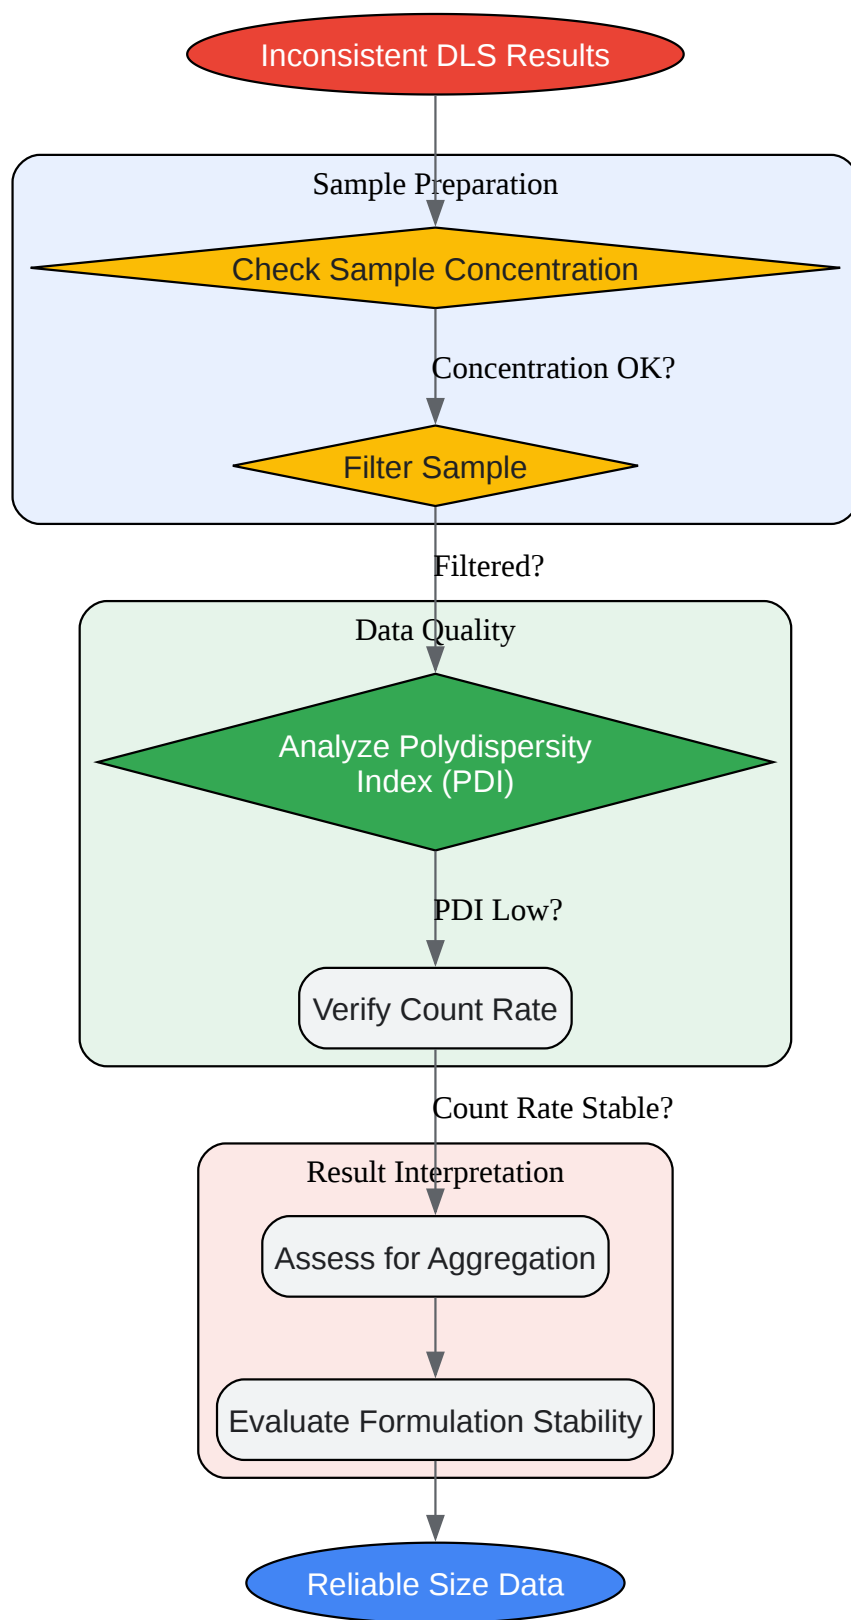 Inconsistent DLS Results
Sample Preparation
Check Sample Concentration
Concentration OK?
Filter Sample
Filtered?
Data Quality
Analyze Polydispersity
Index (PDI)
PDI Low?
Verify Count Rate
Count Rate Stable?
Result Interpretation
Assess for Aggregation
Evaluate Formulation Stability
Reliable Size Data